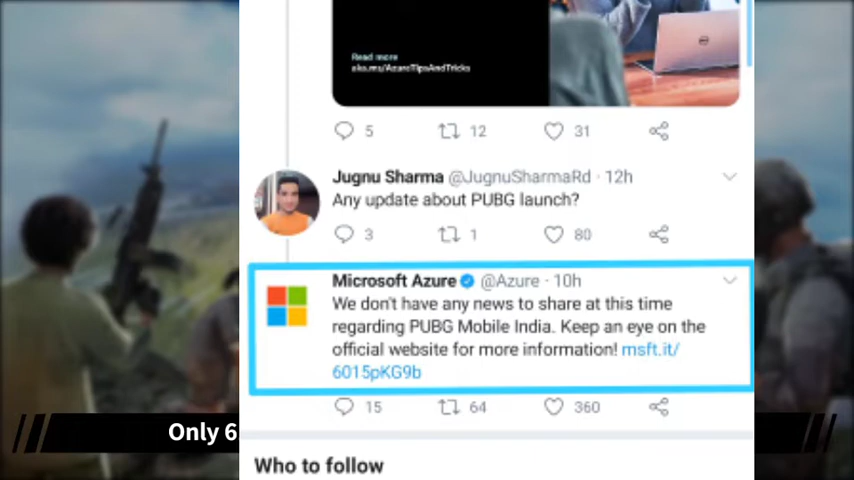 Read more
aka.ms/AzureTipsAndTricks
5 12 31
Jugnu Sharma @JugnuSharmaRd · 12h
Any update about PUBG launch?
3 1 80
Microsoft Azure @Azure · 10h
We don't have any news to share at this time
regarding PUBG Mobile India. Keep an eye on the
official website for more information! msft.it/
6015pKG9b
15 64 360
Only 6
Who to follow